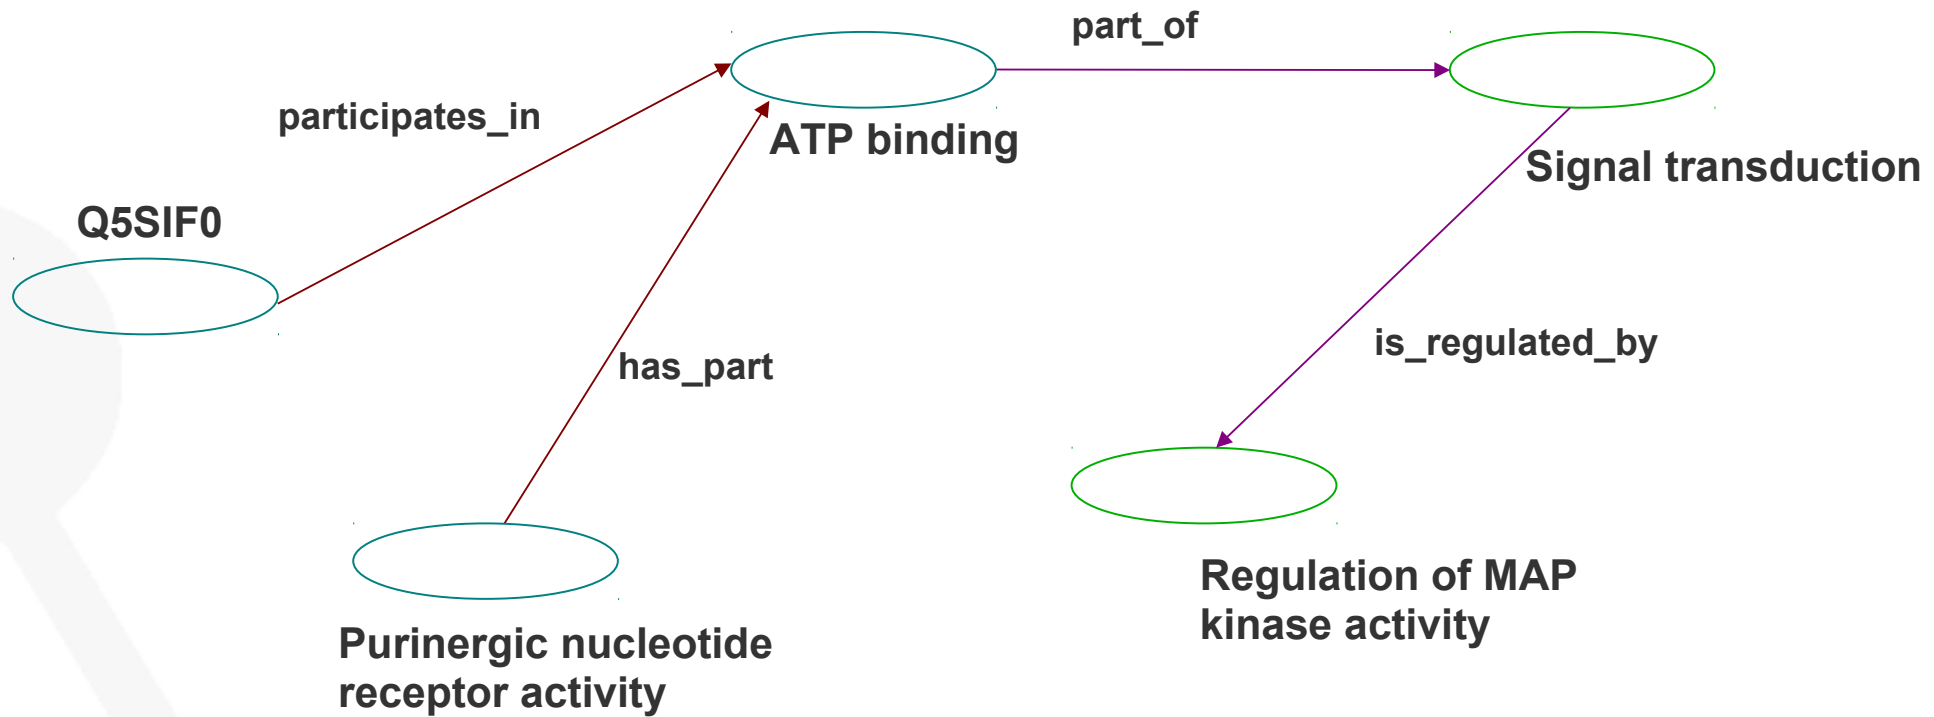 part_of
participates_in
ATP binding
Signal transduction
Q5SIF0
is_regulated_by
has_part
Regulation of MAP
kinase activity
Purinergic nucleotide
receptor activity